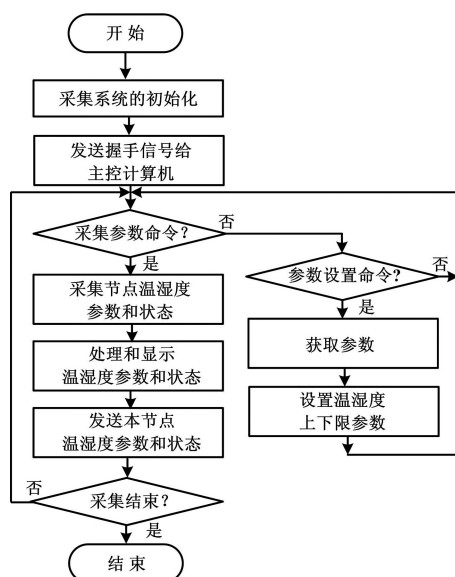 开 始
采集系统的初始化
发送握手信号给
主控计算机
采集参数命令?
否
是
参数设置命令?
否
是
采集节点温湿度
参数和状态
获取参数
处理和显示
温湿度参数和状态
设置温湿度
上下限参数
发送本节点
温湿度参数和状态
采集结束?
否
是
结 束